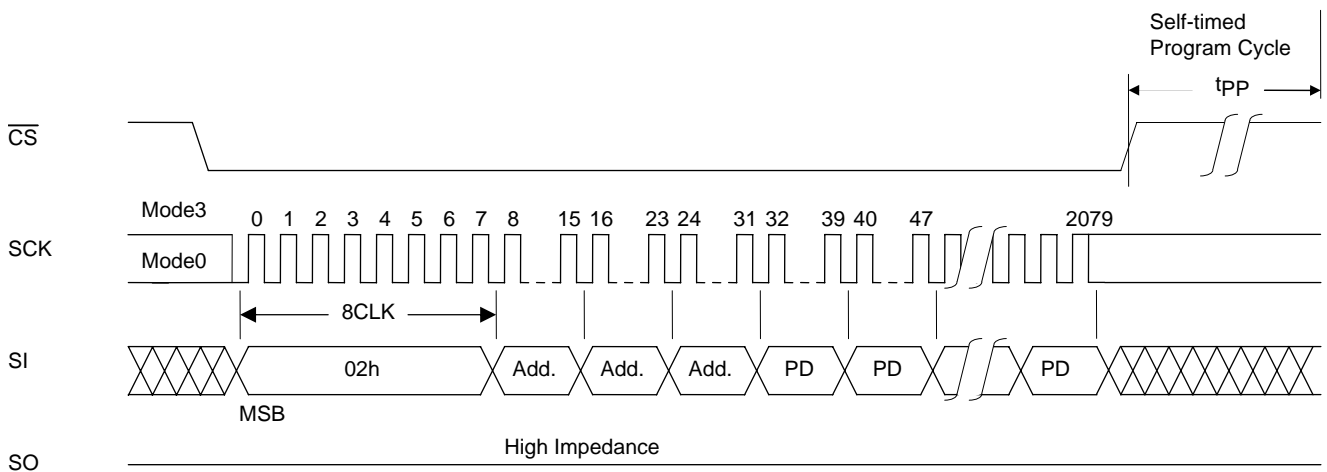 Self-timed
Program Cycle
tPP
CS
Mode3
0 1 2 3 4 5 6 7 8 15 16 23 24 31 32 39 40 47 2079
SCK
Mode0
8CLK
SI
02h Add. Add. Add. PD PD PD
MSB
High Impedance
SO